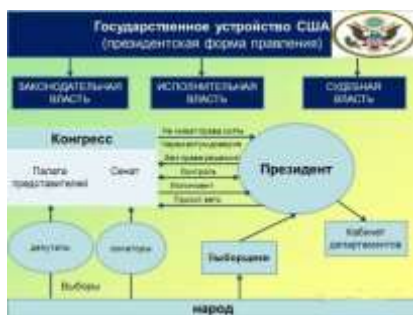 Государственное устройство США
(президентская форма правления)
ЗАКОНОДАТЕЛЬНАЯ
ВЛАСТЬ
ИСПОЛНИТЕЛЬНАЯ
ВЛАСТЬ
СУДЕБНАЯ
ВЛАСТЬ
Конгресс
Палата
представителей
Сенат
Контроль
Импичмент
Президент
депутаты
сенаторы
Выборщики
Кабинет
департаментов
Выборы
народ